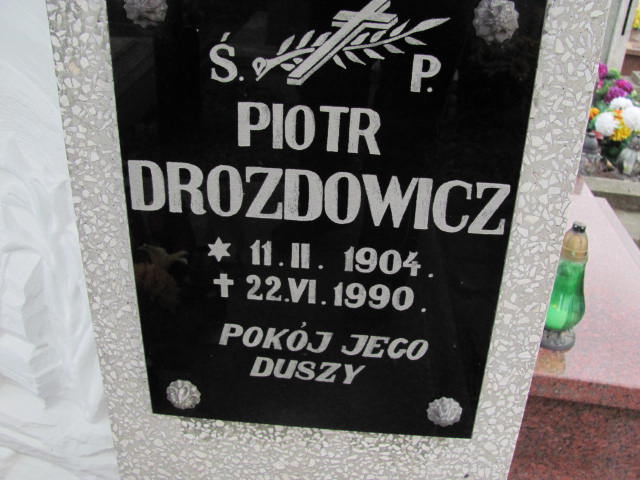 Ś. P.
PIOTR
DROZDOWICZ
* 11.II. 1904.
† 22.VI.1990.
POKÓJ JEGO
DUSZY